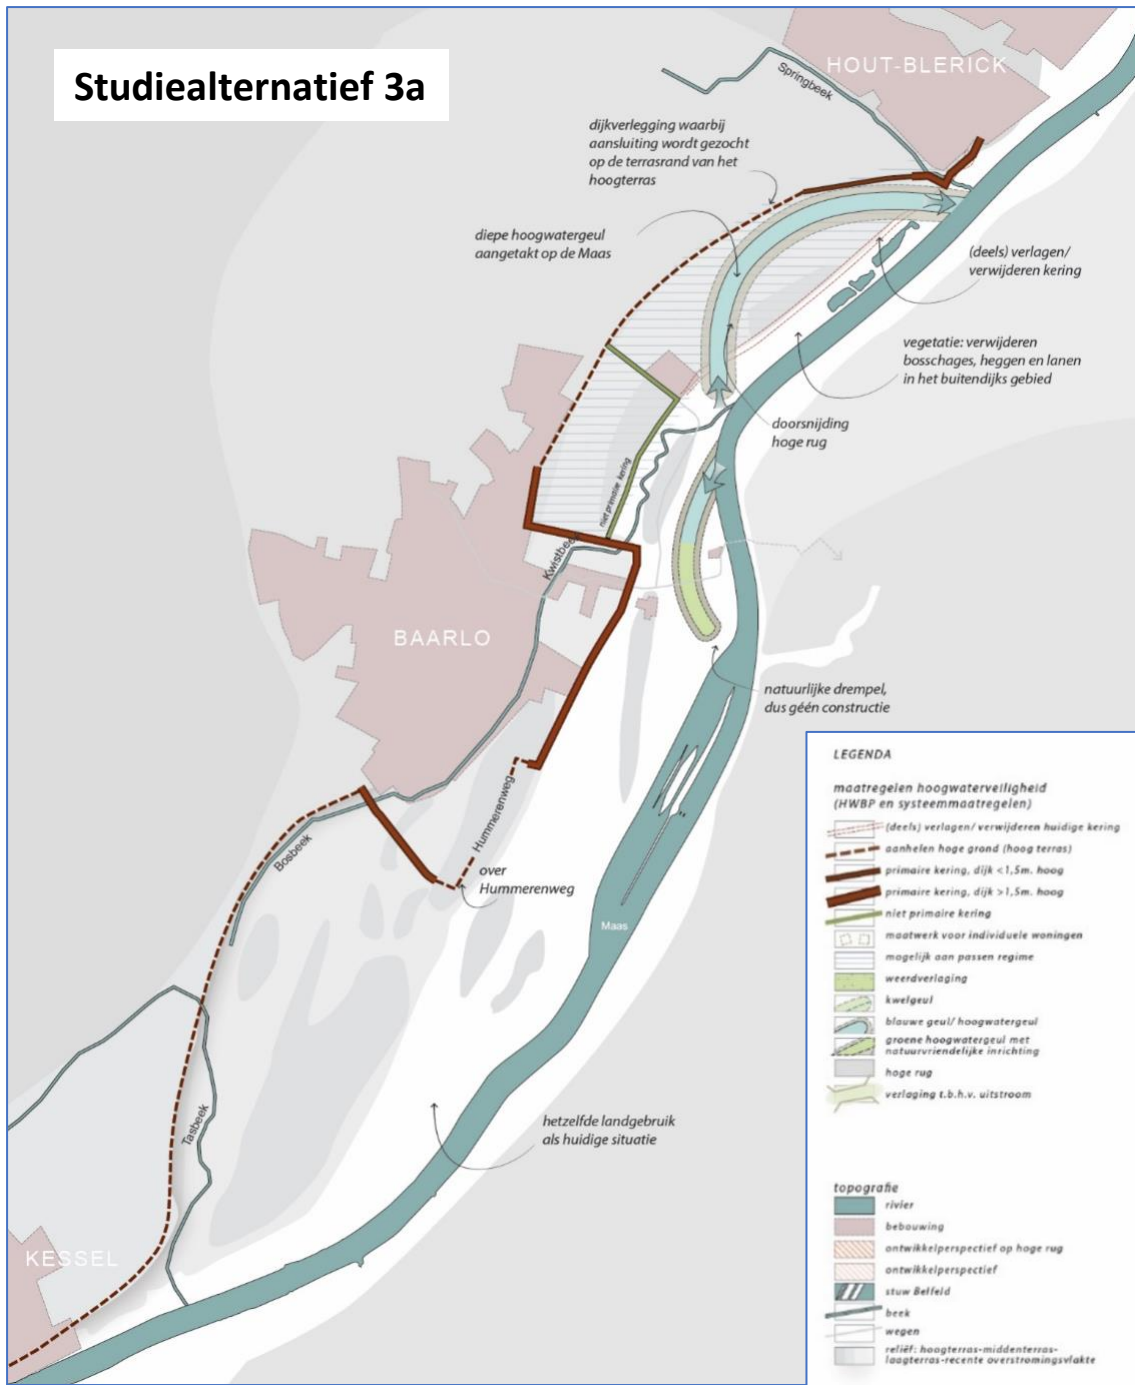 Studiealternatief 3a
HOUT-BLERICK
Springbeek
dijkverlegging waarbij
aansluiting wordt gezocht
op de terrasrand van het
hoogterras
diepe hoogwatergeul
aangetakt op de Maas
(deels) verlagen/
verwijderen kering
vegetatie: verwijderen
bosschages, heggen en lanen
in het buitendijks gebied
doorsnijding
hoge rug
niet primaire kering
Kwistbeek
BAARLO
natuurlijke drempel,
dus géén constructie
Hummerenweg
Bosbeek
over
Hummerenweg
Maas
Tasbeek
hetzelfde landgebruik
als huidige situatie
KESSEL
LEGENDA
maatregelen hoogwaterveiligheid
(HWBP en systeemmaatregelen)
(deels) verlagen/ verwijderen huidige kering
aanhelen hoge grond (hoog terras)
primaire kering, dijk <1,5m. hoog
primaire kering, dijk >1,5m. hoog
niet primaire kering
maatwerk voor individuele woningen
mogelijk aan passen regime
weerdverlaging
kwelgeul
blauwe geul/ hoogwatergeul
groene hoogwatergeul met
natuurvriendelijke inrichting
hoge rug
verlaging t.b.h.v. uitstroom
topografie
rivier
bebouwing
ontwikkelperspectief op hoge rug
ontwikkelperspectief
stuw Belfeld
beek
wegen
reliëf: hoogterras-middenterras-
laagterras-recente overstromingsvlakte